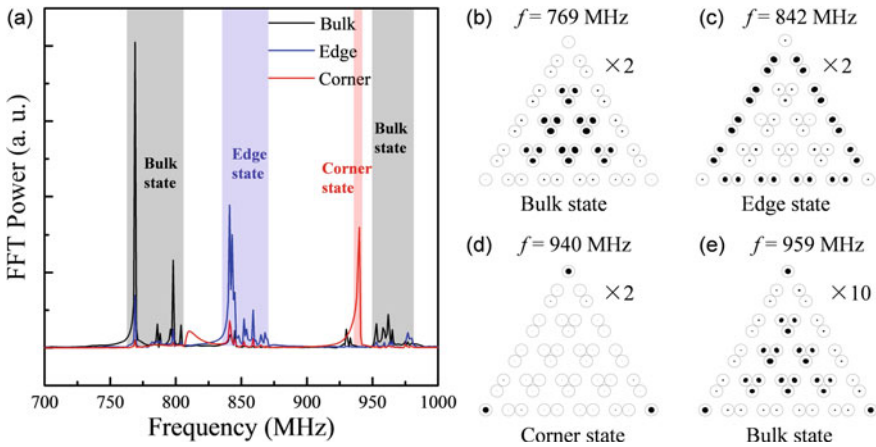 (a)
Bulk
Edge
Corner
Bulk
state
Edge
state
Corner
state
Bulk
state
FFT Power (a. u.)
700 750 800 850 900 950 1000
Frequency (MHz)
(b) f = 769 MHz
×2
Bulk state
(c) f = 842 MHz
×2
Edge state
(d) f = 940 MHz
×2
Corner state
(e) f = 959 MHz
×10
Bulk state